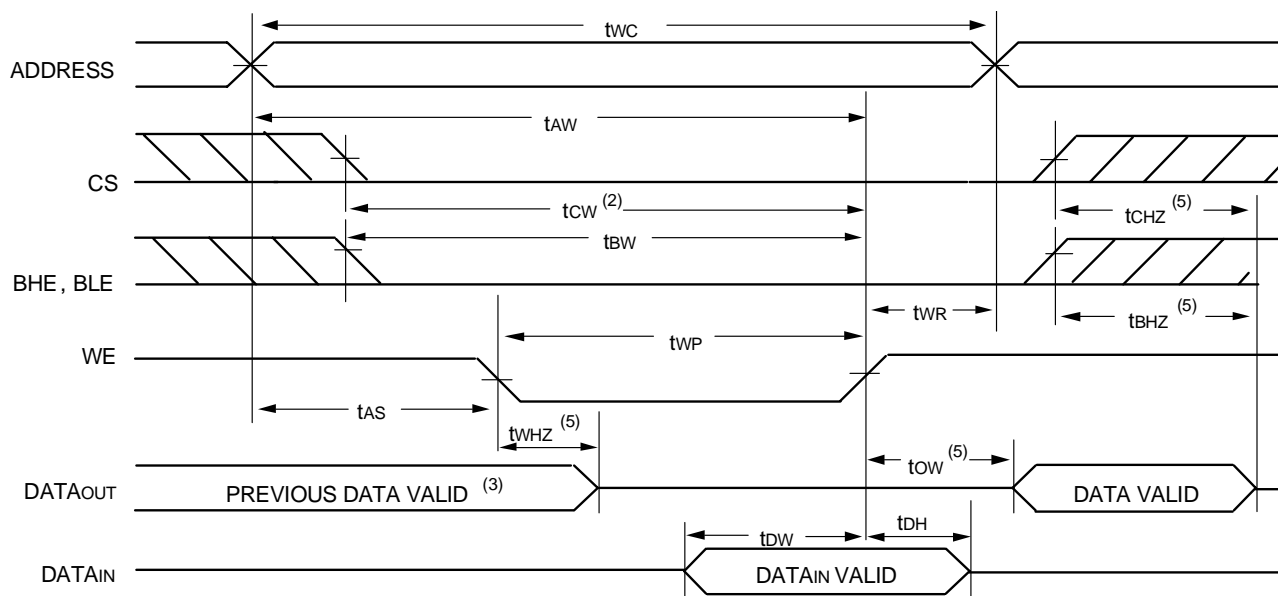 tWC
ADDRESS
tAW
CS
tCW (2)
tCHZ (5)
tBW
BHE, BLE
tWR
tBHZ (5)
tWP
WE
tAS
tWHZ (5)
tOW (5)
DATAOUT
PREVIOUS DATA VALID (3)
DATA VALID
tDW
tDH
DATAIN
DATAIN VALID